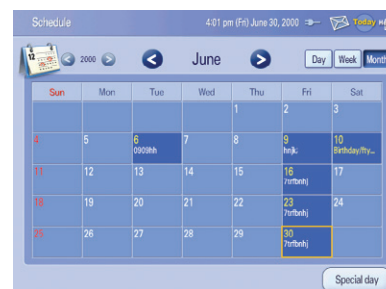 Schedule 4:01 pm (Fri) June 30, 2000 Today
12 2000 June Day Week Month
Sun Mon Tue Wed Thu Fri Sat
1 2 3
4 5 6 7 8 9 10
0909hh hnjk: Birthday/fty...
11 12 13 14 15 16 17
7trfbnhj
18 19 20 21 22 23 24
7trfbnhj
25 26 27 28 29 30
7trfbnhj
Special day